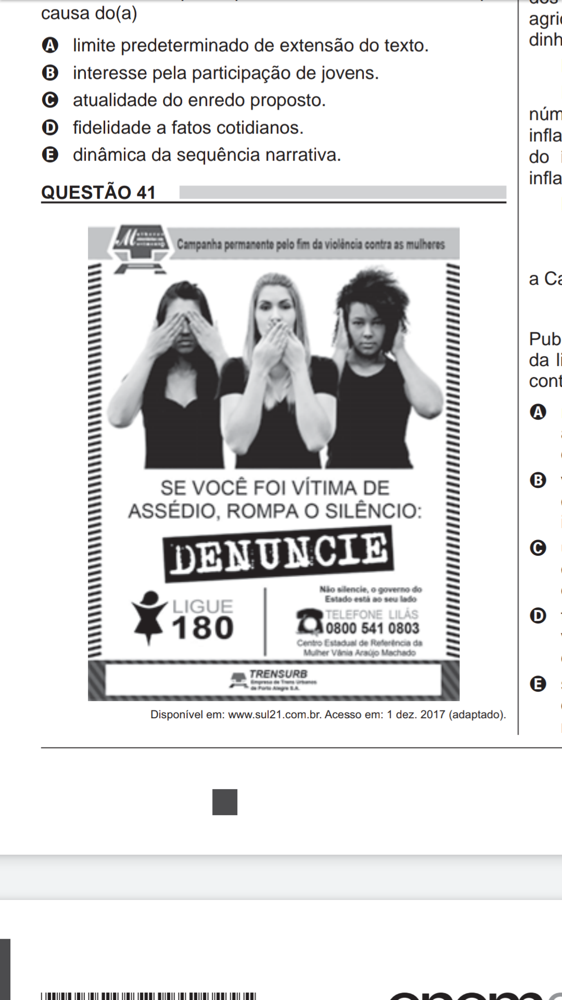 causa do(a)
A limite predeterminado de extensão do texto.
B interesse pela participação de jovens.
C atualidade do enredo proposto.
D fidelidade a fatos cotidianos.
E dinâmica da sequência narrativa.
QUESTÃO 41
Campanha permanente pelo fim da violência contra as mulheres
SE VOCÊ FOI VÍTIMA DE
ASSÉDIO, ROMPA O SILÊNCIO:
DENUNCIE
LIGUE
180
Não silencie, o governo do
Estado está ao seu lado
TELEFONE LILÁS
0800 541 0803
Centro Estadual de Referência da
Mulher Vânia Araújo Machado
TRENSURB
Empresa de Trens Urbanos
de Porto Alegre S.A.
Disponível em: www.sul21.com.br. Acesso em: 1 dez. 2017 (adaptado).
agri
dinh
núm
infla
do i
infla
a Ca
Pub
da li
cont
A
B
C
D
E
enem